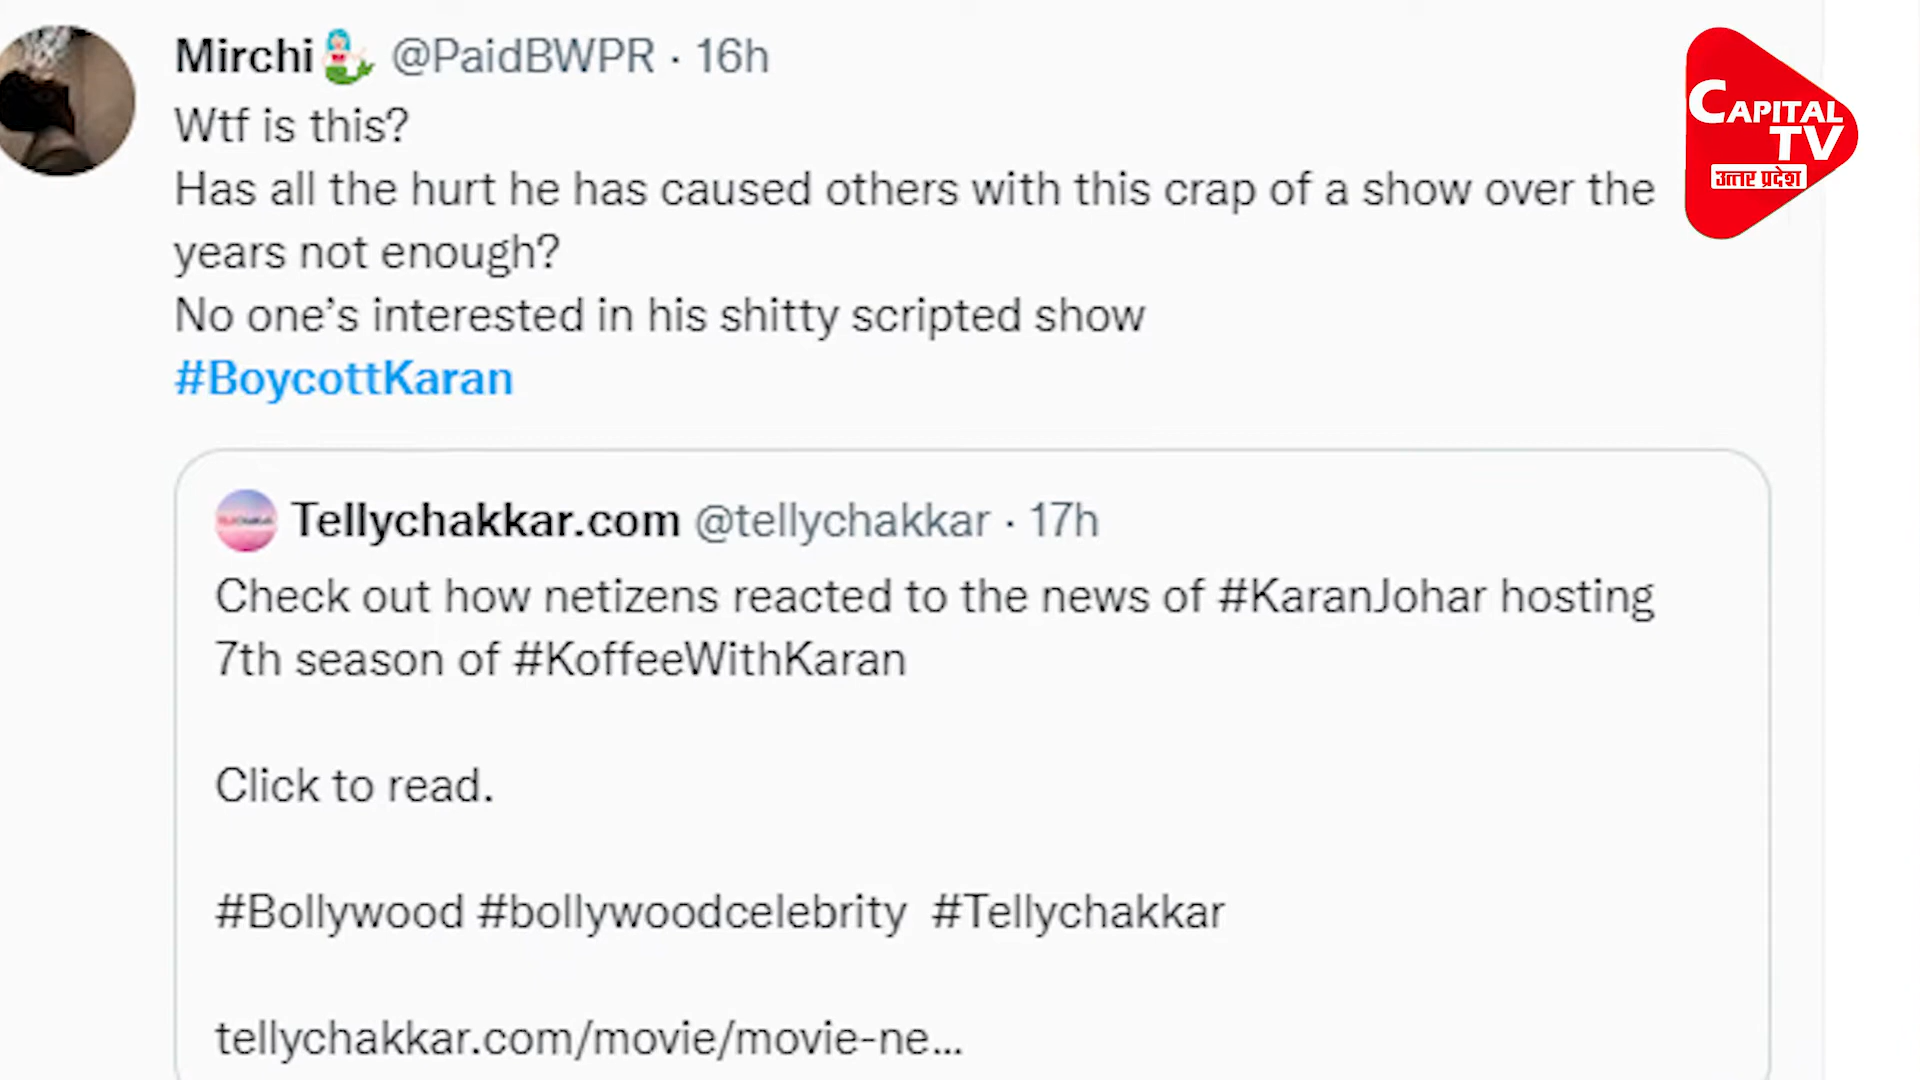 Mirchi @PaidBWPR · 16h
Wtf is this?
Has all the hurt he has caused others with this crap of a show over the
years not enough?
No one’s interested in his shitty scripted show
#BoycottKaran
Tellychakkar.com @tellychakkar · 17h
Check out how netizens reacted to the news of #KaranJohar hosting
7th season of #KoffeeWithKaran
Click to read.
#Bollywood #bollywoodcelebrity #Tellychakkar
tellychakkar.com/movie/movie-ne...
CAPITAL
TV
उत्तर प्रदेश